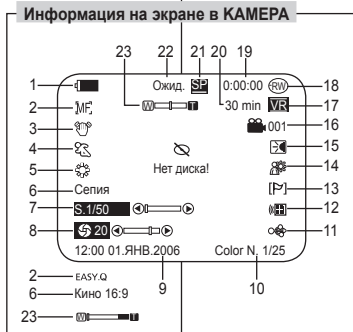 Информация на экране в КАМЕРА
23 22 21 20 19
1 Ожид. SP 0:00:00 RW 18
2 MF W T 30 min VR 17
3 001 16
4 15
5 Нет диска! 14
6 Сепия 13
7 S.1/50 12
8 20 11
12:00 01.ЯНВ.2006 Color N. 1/25
9 10
2 EASY.Q
6 Кино 16:9
23 W T